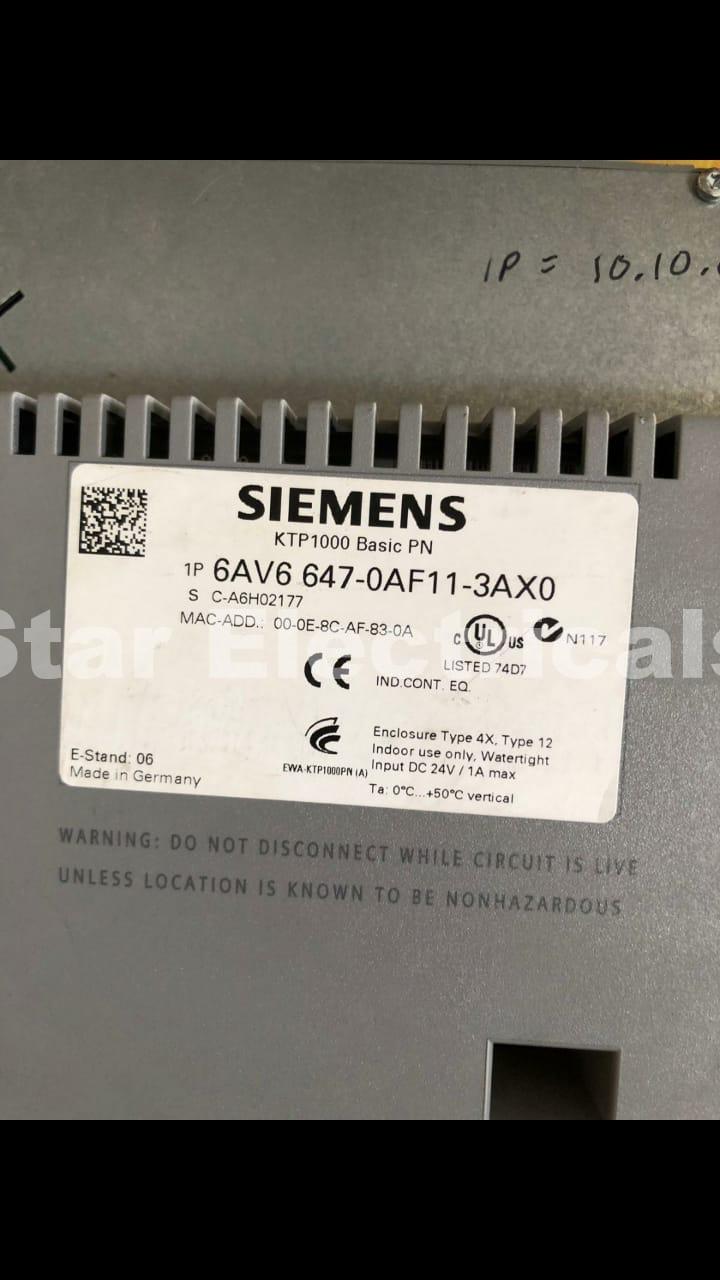 IP = 10.10.
SIEMENS
KTP1000 Basic PN
1P 6AV6 647-0AF11-3AX0
S C-A6H02177
MAC-ADD.: 00-0E-8C-AF-83-0A
C UL US
N117
LISTED 74D7
IND.CONT. EQ.
Star Electricals
CE
EWA-KTP1000PN (A)
Enclosure Type 4X, Type 12
Indoor use only, Watertight
Input DC 24V / 1A max
Ta: 0°C...+50°C vertical
E-Stand: 06
Made in Germany
WARNING: DO NOT DISCONNECT WHILE CIRCUIT IS LIVE
UNLESS LOCATION IS KNOWN TO BE NONHAZARDOUS